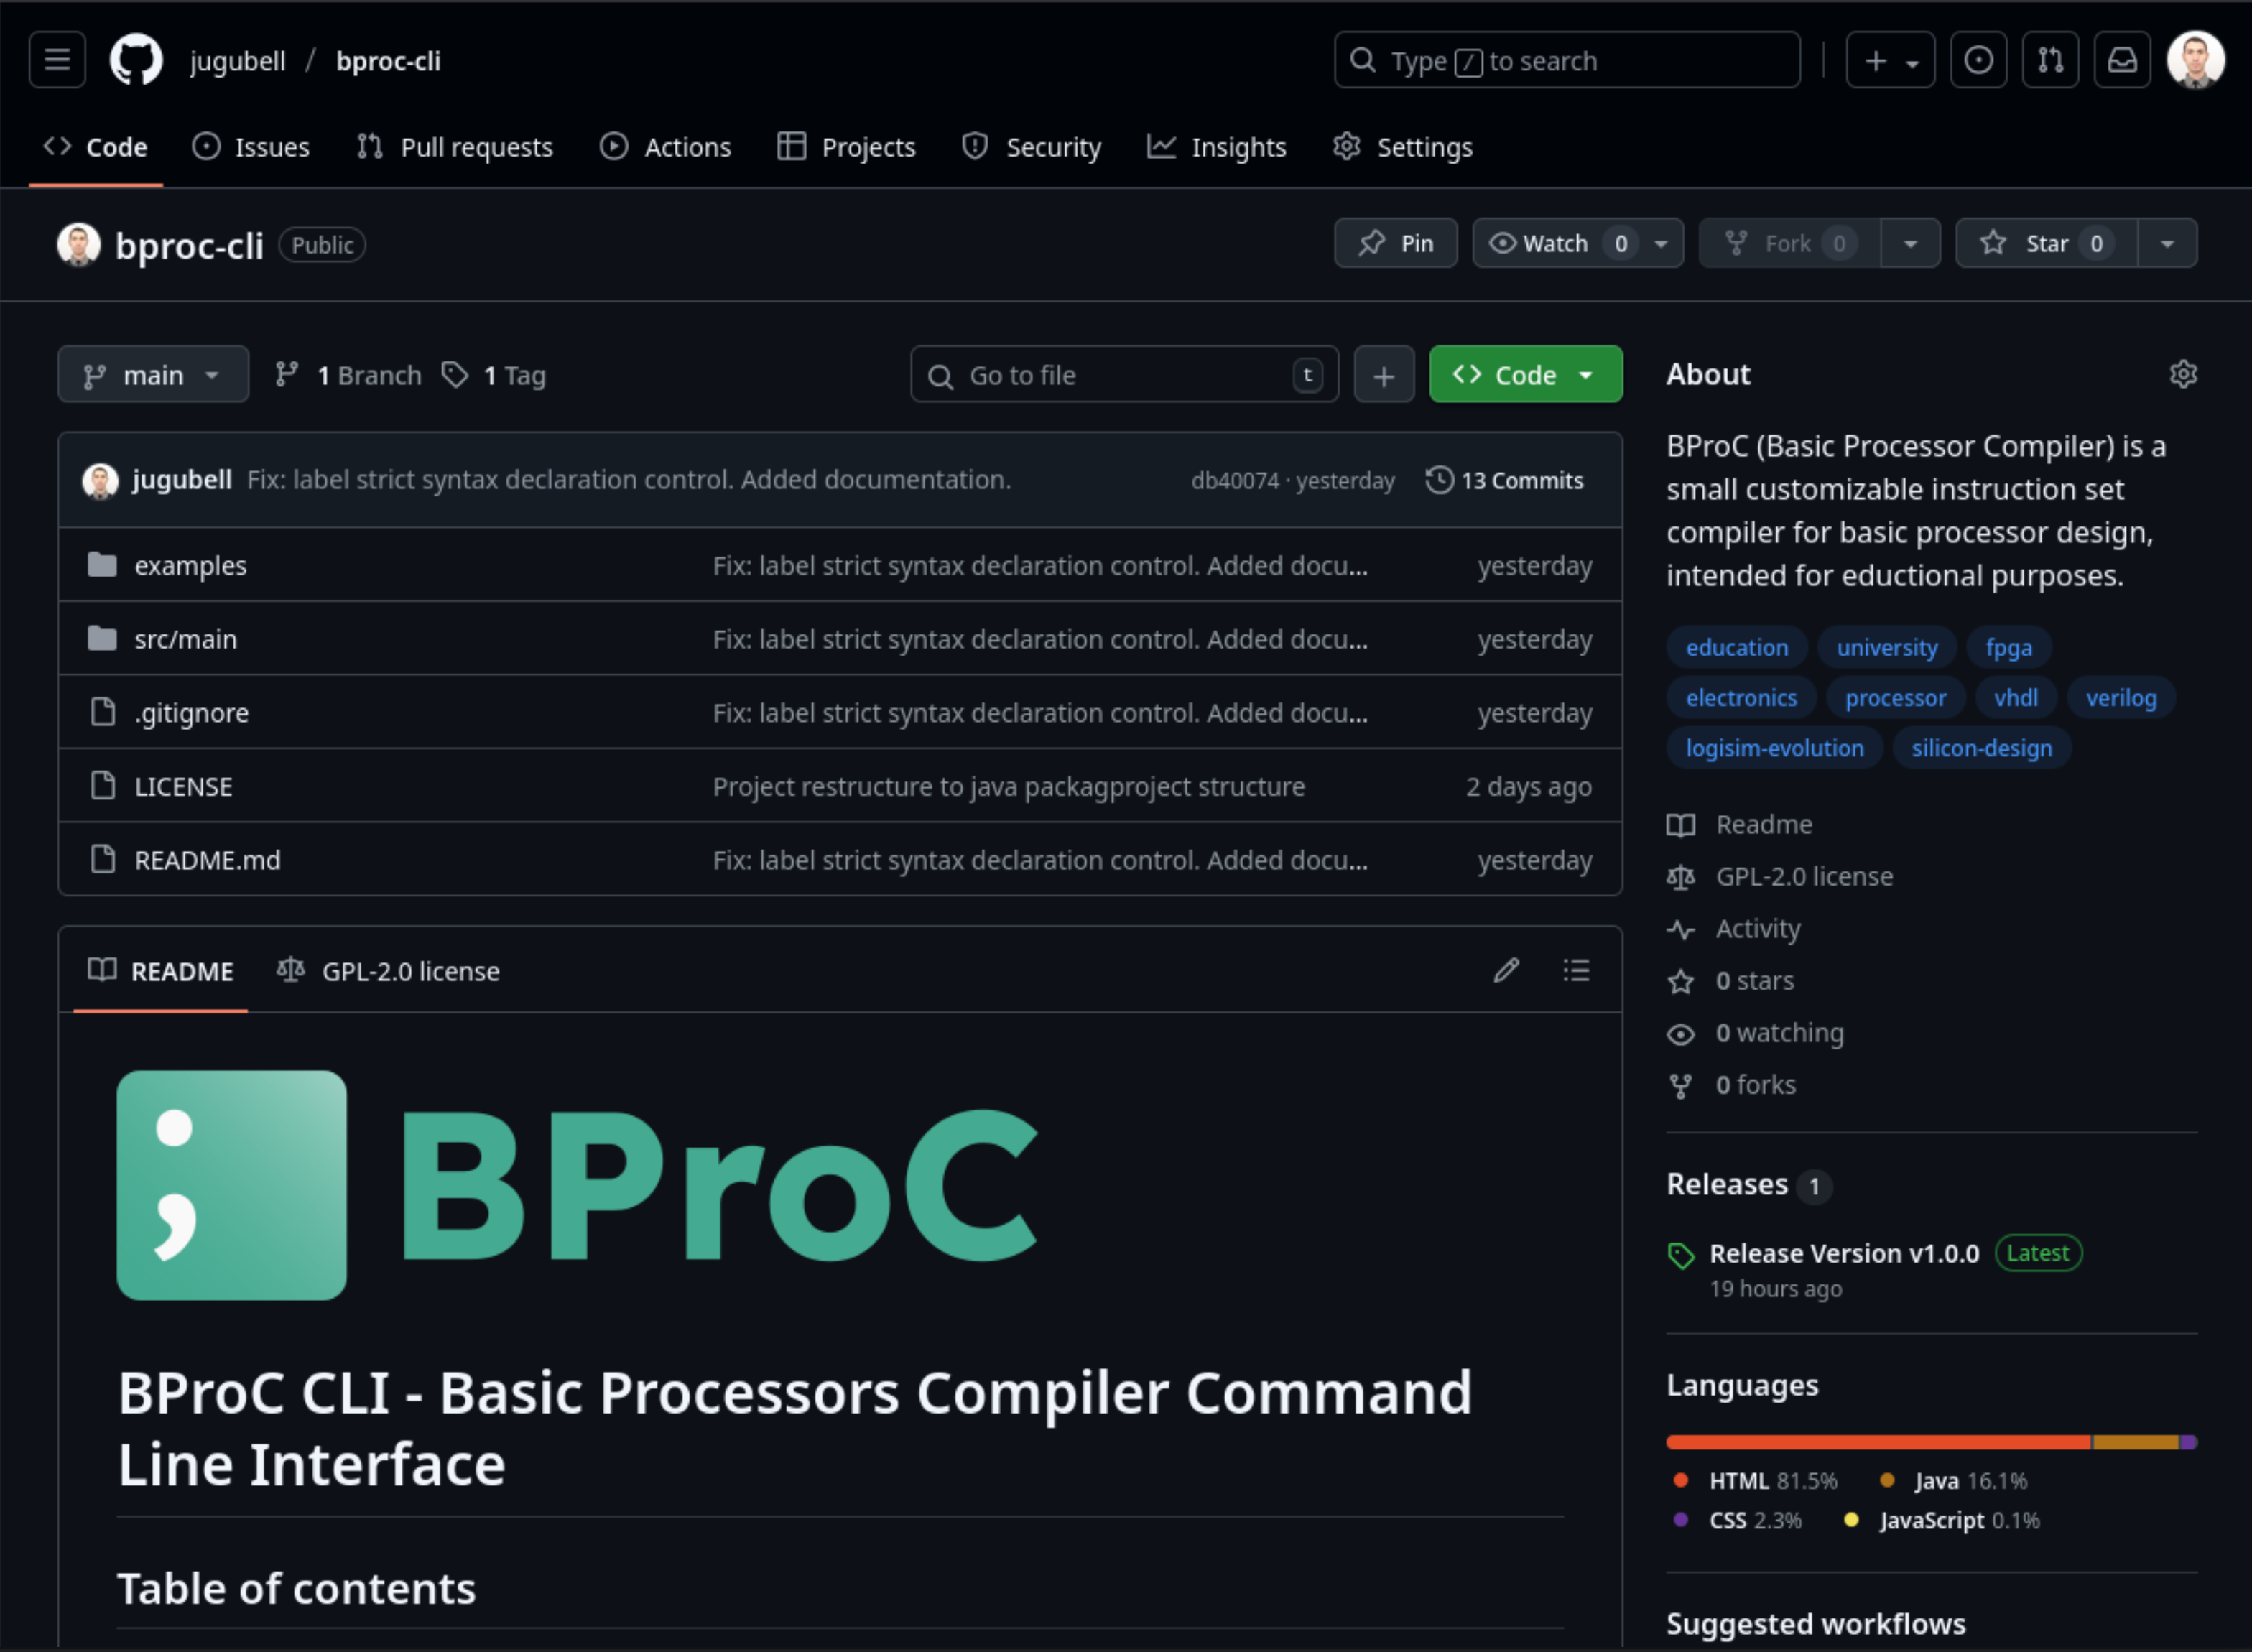 jugubell / bproc-cli
Type / to search
Code Issues Pull requests Actions Projects Security Insights Settings
bproc-cli Public
Pin Watch 0 Fork 0 Star 0
main 1 Branch 1 Tag
Go to file t
Code
jugubell Fix: label strict syntax declaration control. Added documentation. db40074 · yesterday 13 Commits
examples Fix: label strict syntax declaration control. Added docu... yesterday
src/main Fix: label strict syntax declaration control. Added docu... yesterday
.gitignore Fix: label strict syntax declaration control. Added docu... yesterday
LICENSE Project restructure to java packagproject structure 2 days ago
README.md Fix: label strict syntax declaration control. Added docu... yesterday
README GPL-2.0 license
; BProC
BProC CLI - Basic Processors Compiler Command
Line Interface
Table of contents
About
BProC (Basic Processor Compiler) is a
small customizable instruction set
compiler for basic processor design,
intended for eductional purposes.
education university fpga
electronics processor vhdl verilog
logisim-evolution silicon-design
Readme
GPL-2.0 license
Activity
0 stars
0 watching
0 forks
Releases 1
Release Version v1.0.0 Latest
19 hours ago
Languages
HTML 81.5% Java 16.1%
CSS 2.3% JavaScript 0.1%
Suggested workflows